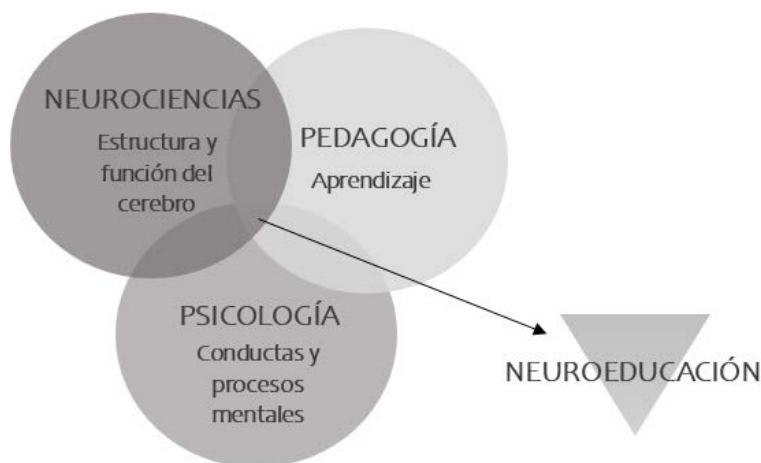 NEUROCIENCIAS
Estructura y
función del
cerebro
PEDAGOGÍA
Aprendizaje
PSICOLOGÍA
Conductas y
procesos
mentales
NEUROEDUCACIÓN